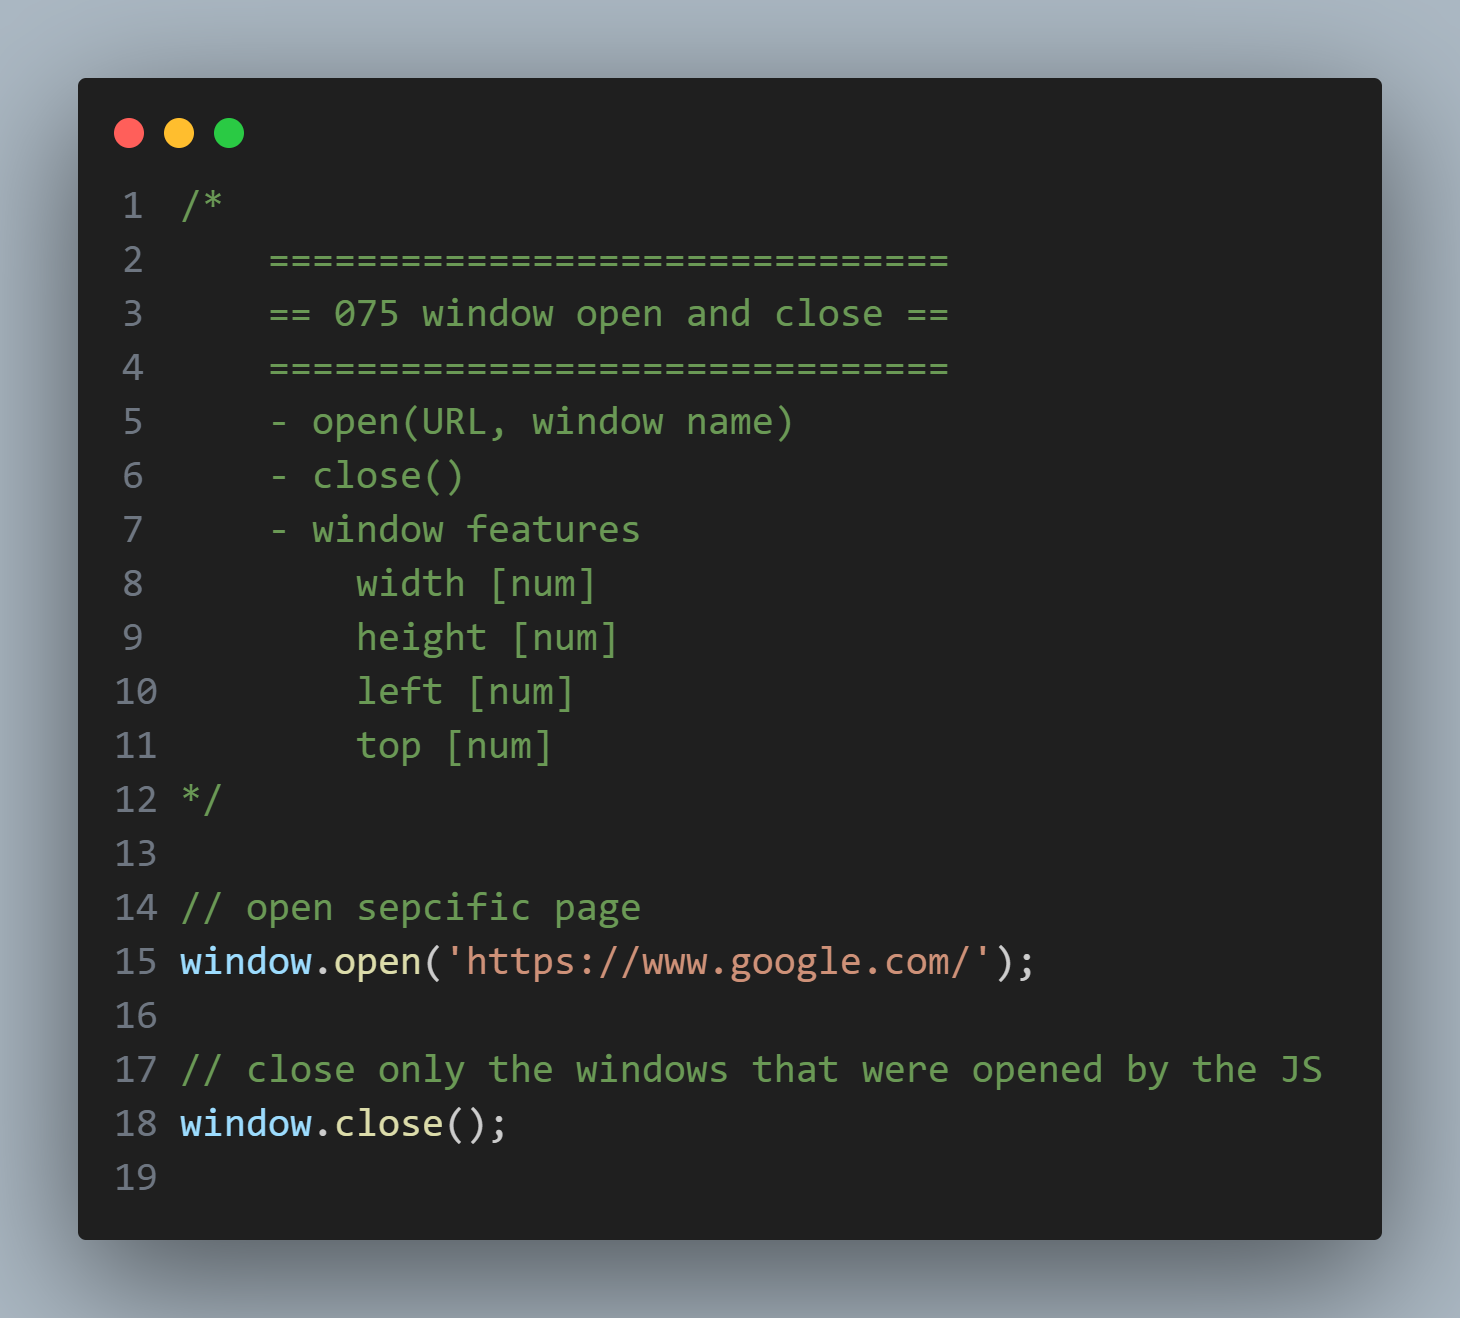 1 /*
2     ===============================
3     == 075 window open and close ==
4     ===============================
5     - open(URL, window name)
6     - close()
7     - window features
8         width [num]
9         height [num]
10         left [num]
11         top [num]
12 */
13
14 // open sepcific page
15 window.open('https://www.google.com/');
16
17 // close only the windows that were opened by the JS
18 window.close();
19